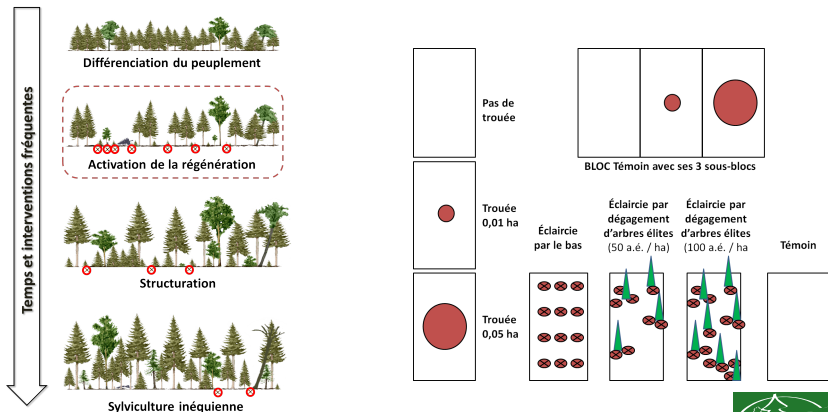 Temps et interventions fréquentes
Différenciation du peuplement
Activation de la régénération
Structuration
Sylviculture inéquienne
Pas de
trouée
Trouée
0,01 ha
Trouée
0,05 ha
BLOC Témoin avec ses 3 sous-blocs
Éclaircie
par le bas
Éclaircie par
dégagement
d'arbres élites
(50 a.é. / ha)
Éclaircie par
dégagement
d'arbres élites
(100 a.é. / ha
Témoin